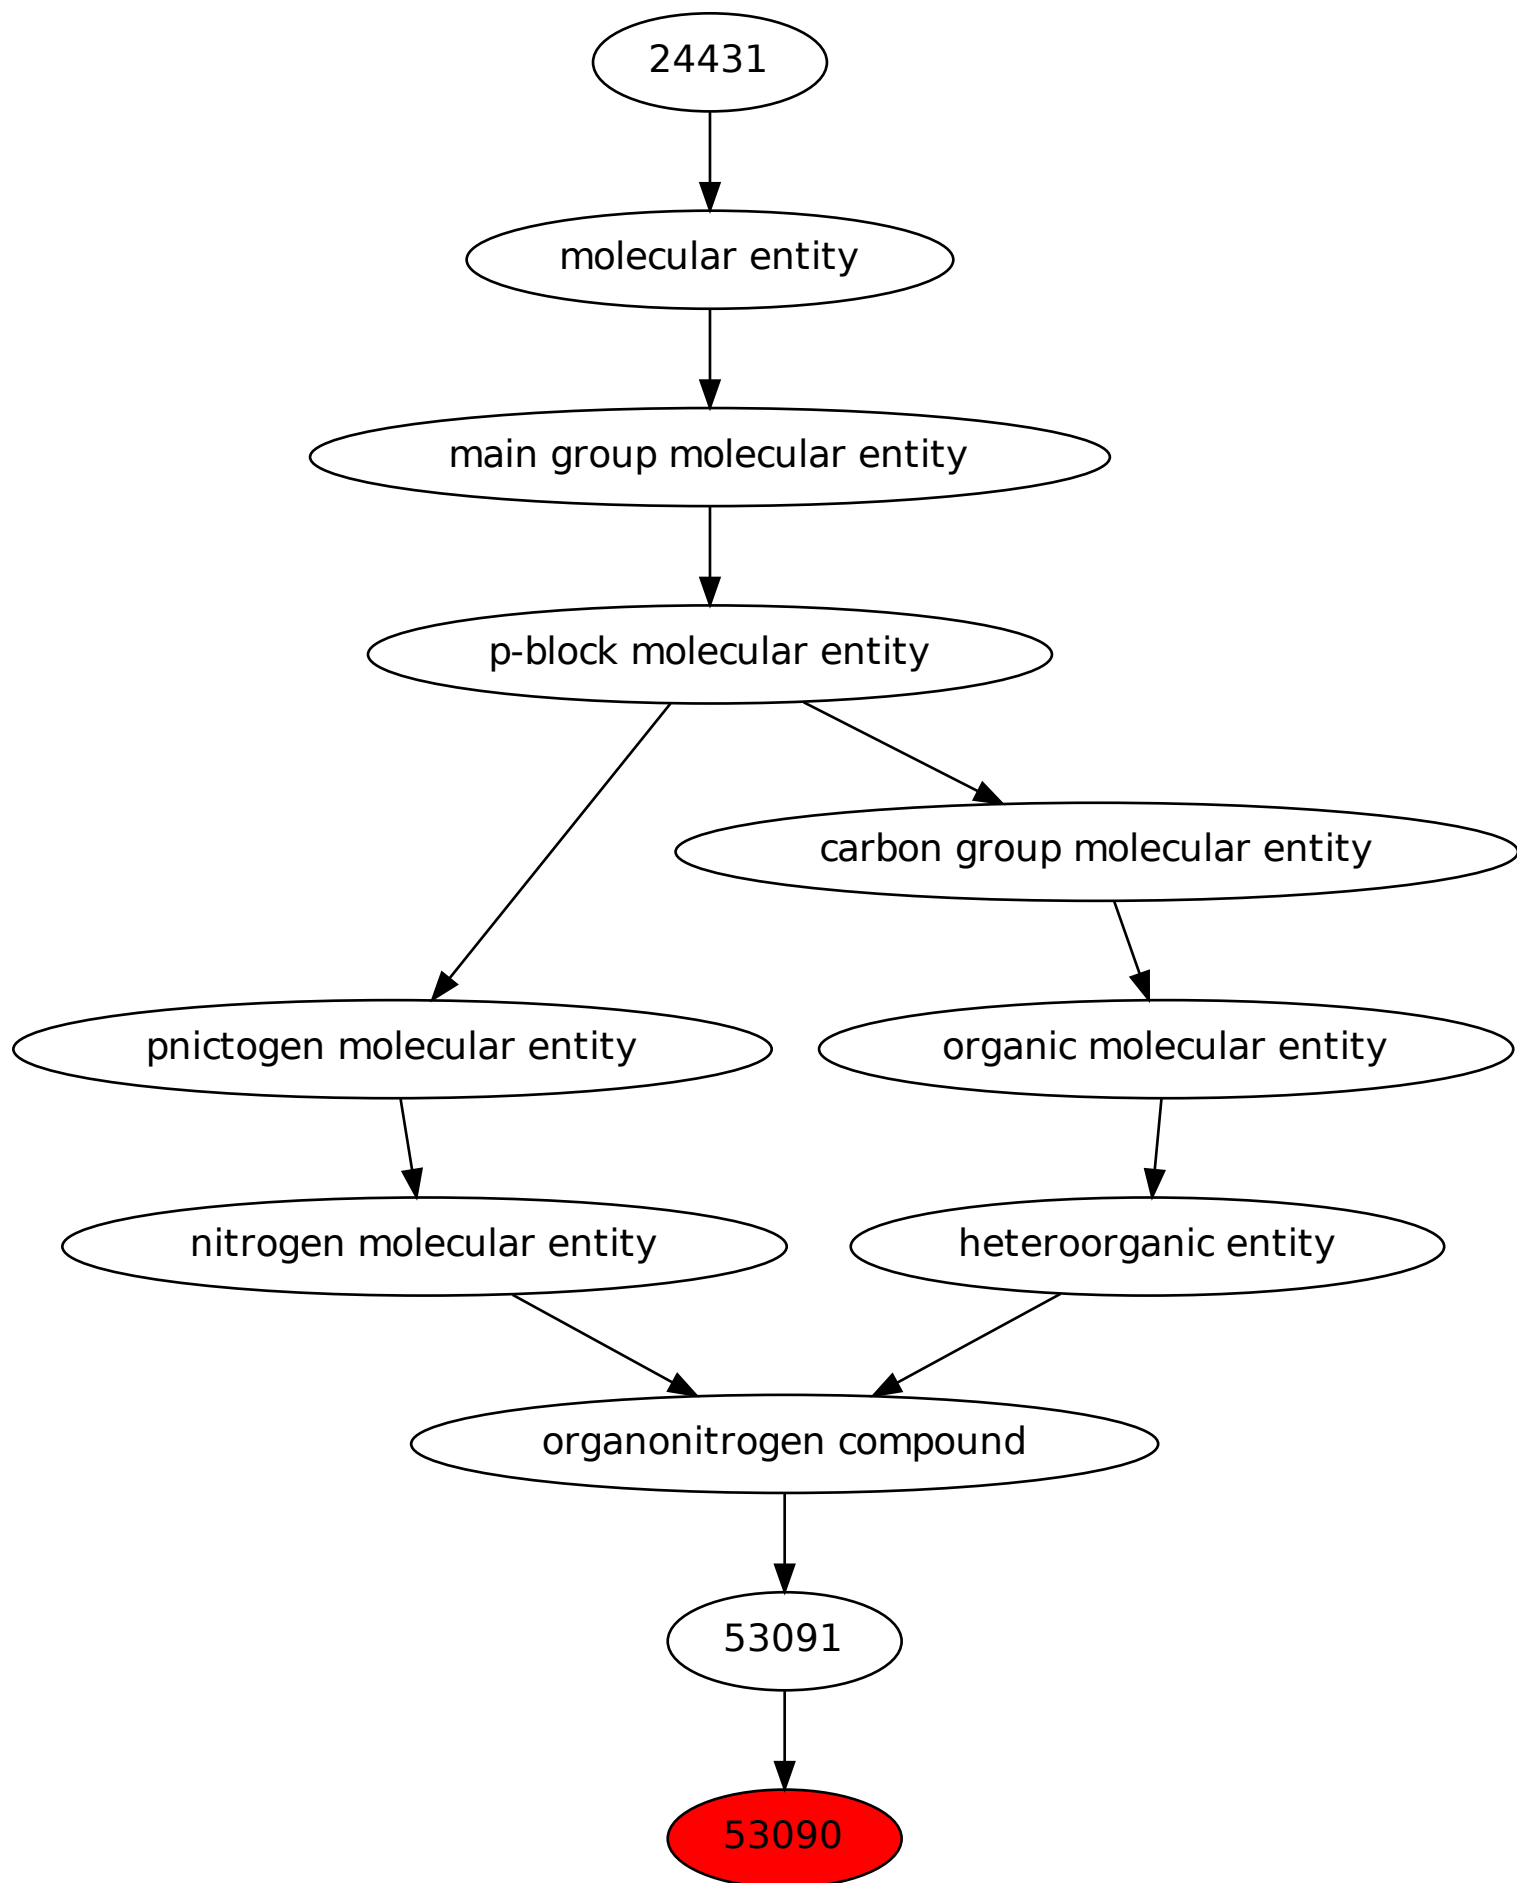 24431
molecular entity
main group molecular entity
p-block molecular entity
carbon group molecular entity
pnictogen molecular entity
organic molecular entity
nitrogen molecular entity
heteroorganic entity
organonitrogen compound
53091
53090